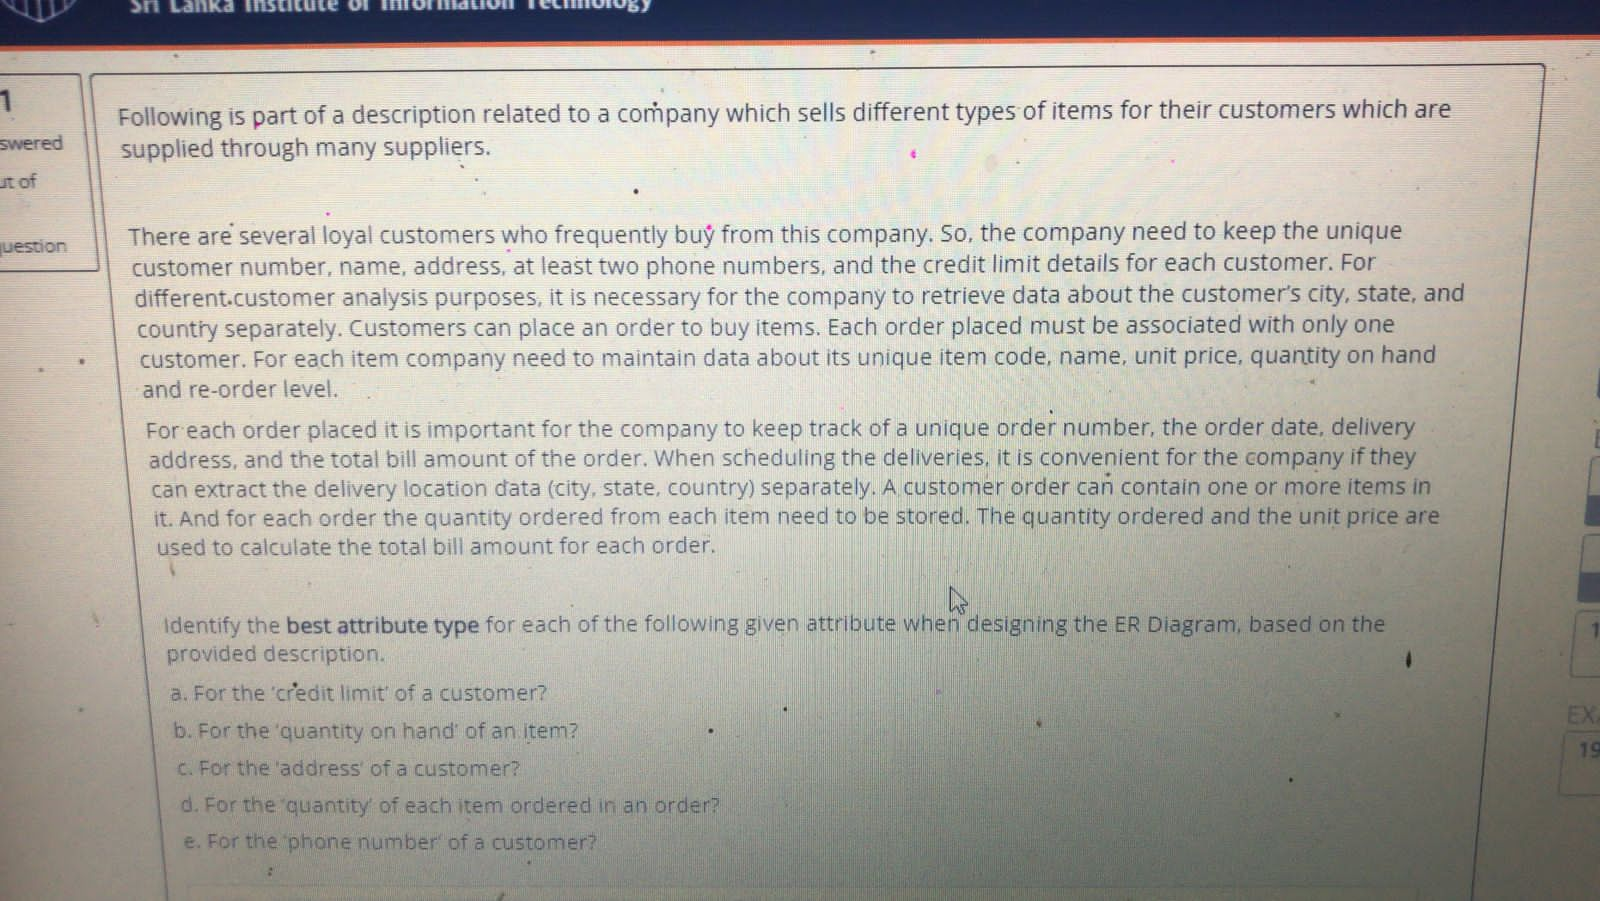 Sri Lanka Institute of Information Technology
1
swered
ut of
question
Following is part of a description related to a company which sells different types of items for their customers which are
supplied through many suppliers.
There are several loyal customers who frequently buy from this company. So, the company need to keep the unique
customer number, name, address, at least two phone numbers, and the credit limit details for each customer. For
different customer analysis purposes, it is necessary for the company to retrieve data about the customer's city, state, and
country separately. Customers can place an order to buy items. Each order placed must be associated with only one
customer. For each item company need to maintain data about its unique item code, name, unit price, quantity on hand
and re-order level.
For each order placed it is important for the company to keep track of a unique order number, the order date, delivery
address, and the total bill amount of the order. When scheduling the deliveries, it is convenient for the company if they
can extract the delivery location data (city, state, country) separately. A customer order can contain one or more items in
it. And for each order the quantity ordered from each item need to be stored. The quantity ordered and the unit price are
used to calculate the total bill amount for each order.
Identify the best attribute type for each of the following given attribute when designing the ER Diagram, based on the
provided description.
a. For the 'credit limit' of a customer?
b. For the 'quantity on hand' of an item?
c. For the 'address' of a customer?
d. For the 'quantity' of each item ordered in an order?
e. For the 'phone number' of a customer?
1
EX
19